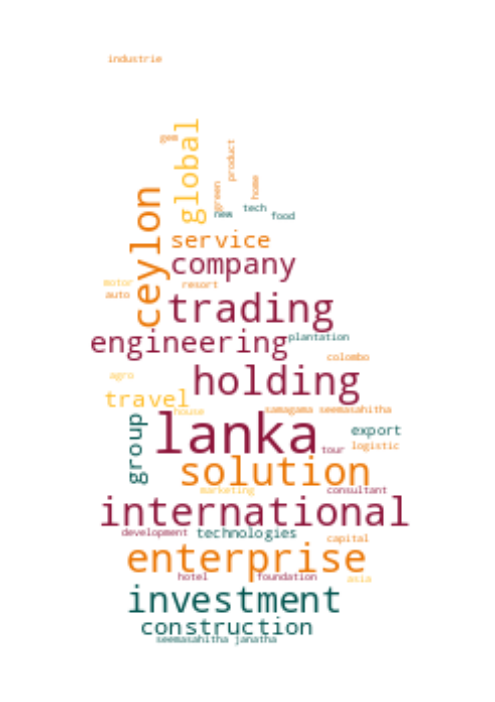 industrie
gem
global
product
green
home
ceylon
new
tech
food
service
company
motor
resort
auto
trading
engineering
plantation
colombo
holding
agro
travel
house
samagama seemasahitha
group
lanka
export
tour
logistic
solution
marketing
consultant
international
development
technologies
capital
enterprise
hotel
foundation
asia
investment
construction
seemasahitha janatha